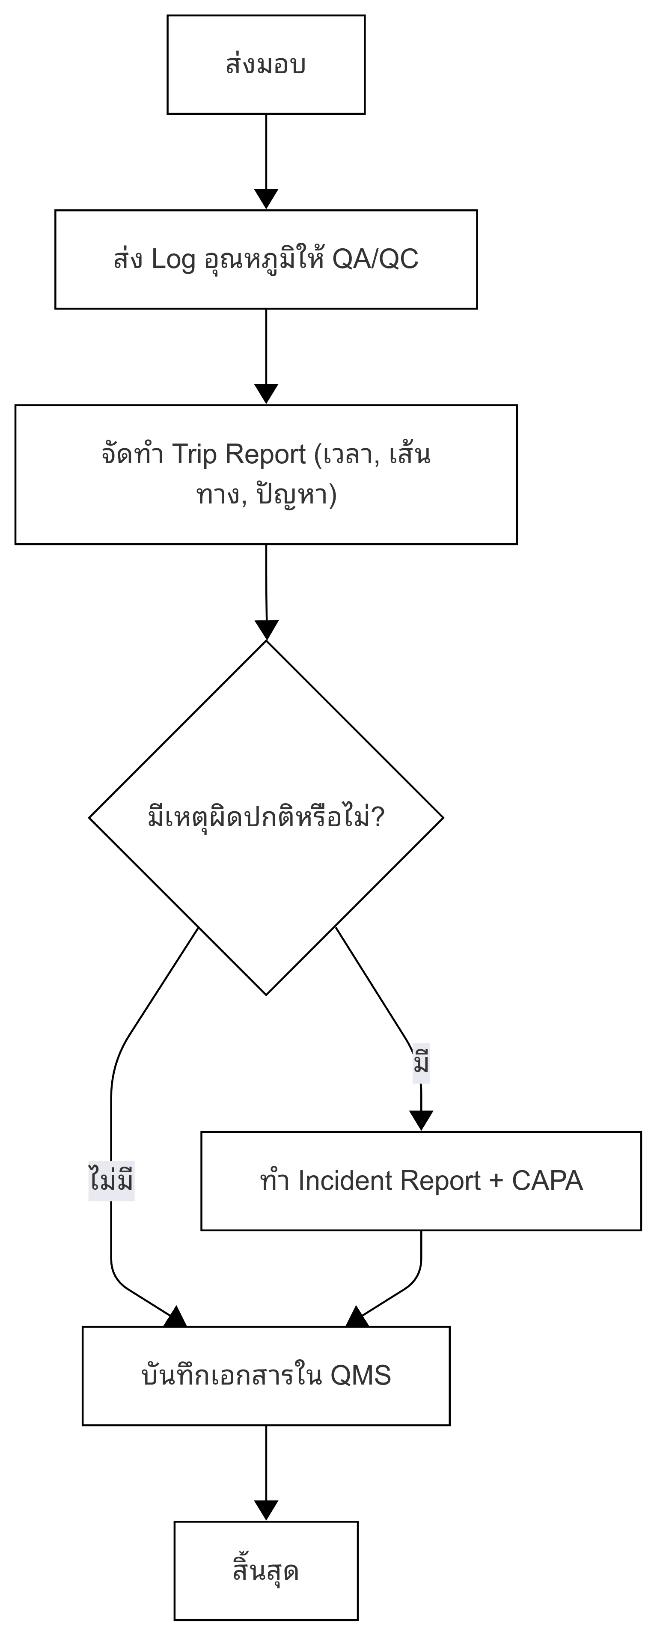 ส่งมอบ
ส่ง Log อุณหภูมิให้ QA/QC
จัดทำ Trip Report (เวลา, เส้น
ทาง, ปัญหา)
มีเหตุผิดปกติหรือไม่?
มี
ไม่มี
ทำ Incident Report + CAPA
บันทึกเอกสารใน QMS
สิ้นสุด